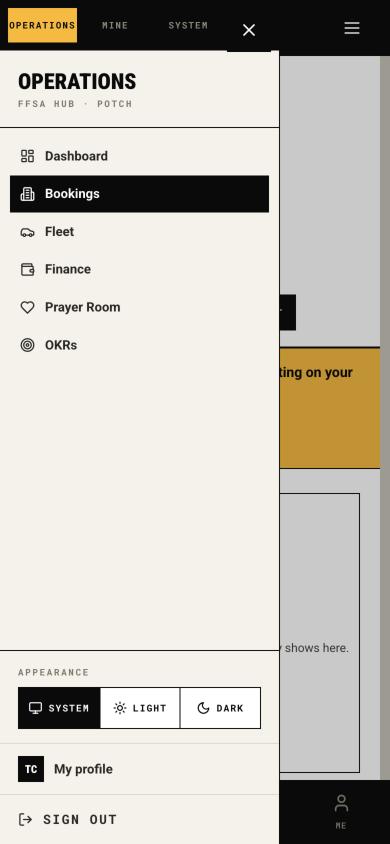 OPERATIONS
MINE
SYSTEM
OPERATIONS
FFSA HUB · POTCH
Dashboard
Bookings
Fleet
Finance
Prayer Room
OKRs
ting on your
shows here.
APPEARANCE
SYSTEM
LIGHT
DARK
TC
My profile
SIGN OUT
ME